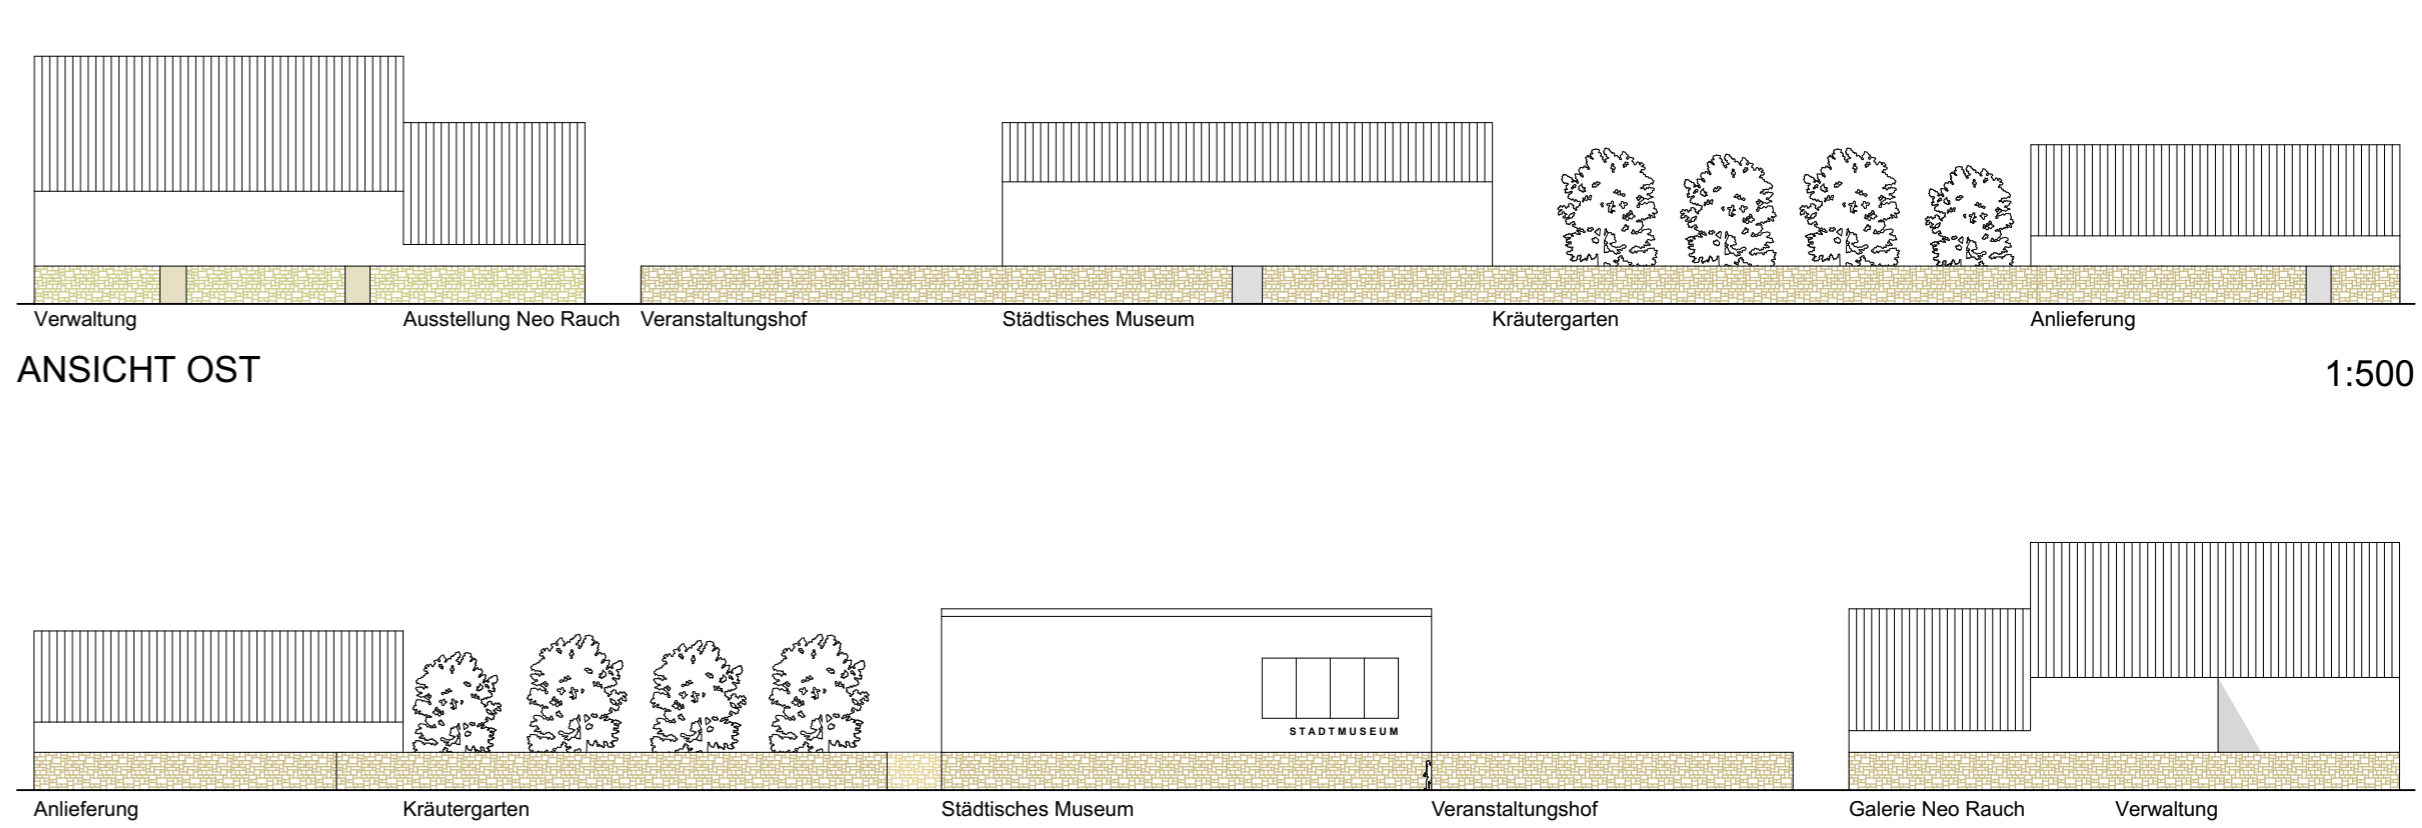 Verwaltung Ausstellung Neo Rauch Veranstaltungshof Städtisches Museum Kräutergarten Anlieferung
ANSICHT OST 1:500
STADTMUSEUM
Anlieferung Kräutergarten Städtisches Museum Veranstaltungshof Galerie Neo Rauch Verwaltung